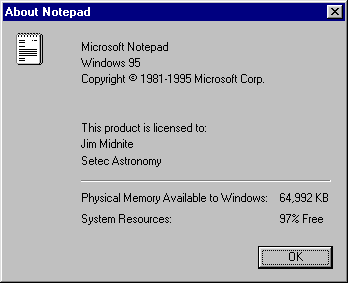 About Notepad
Microsoft Notepad
Windows 95
Copyright © 1981-1995 Microsoft Corp.
This product is licensed to:
Jim Midnite
Setec Astronomy
Physical Memory Available to Windows: 64,992 KB
System Resources: 97% Free
OK